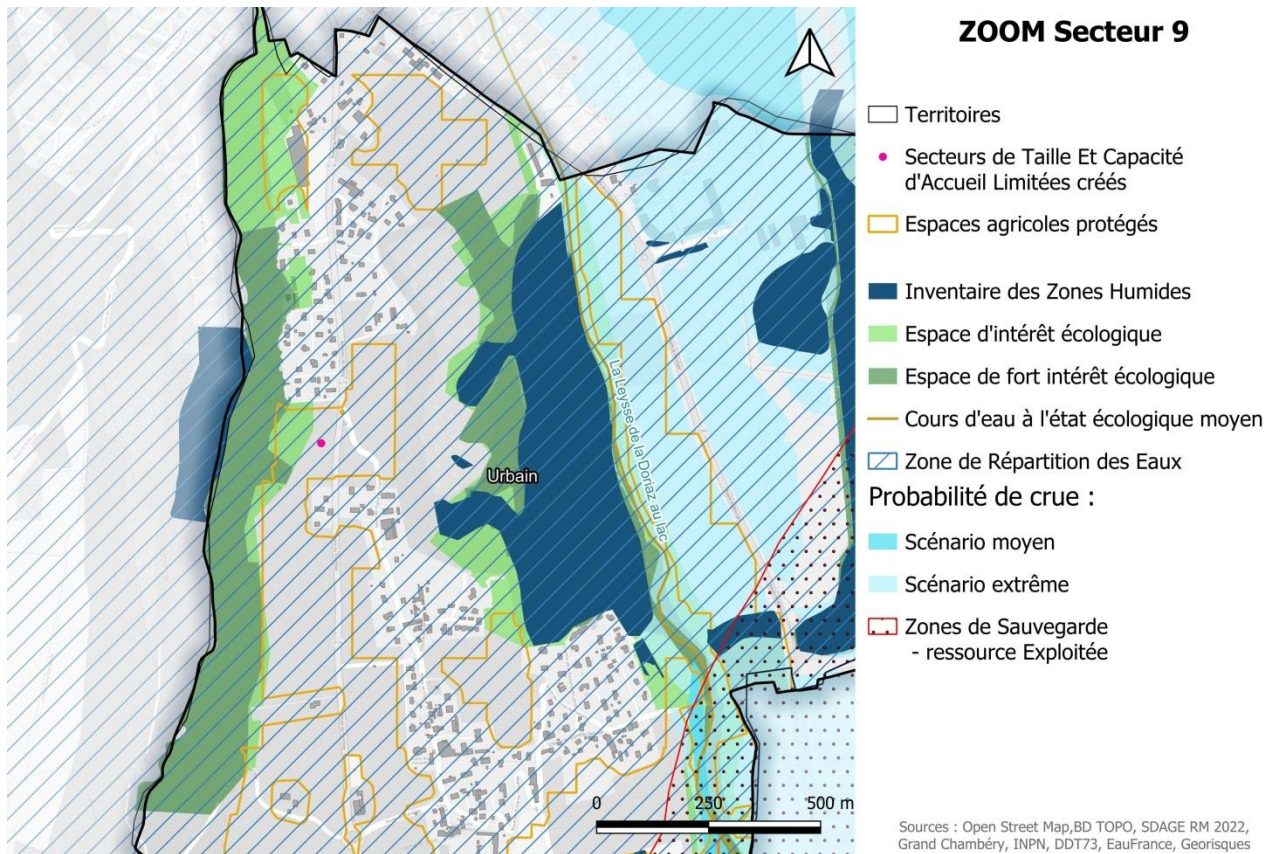 ZOOM Secteur 9
Territoires
Secteurs de Taille Et Capacité
d'Accueil Limitées créés
Espaces agricoles protégés
Inventaire des Zones Humides
Espace d'intérêt écologique
Espace de fort intérêt écologique
Cours d'eau à l'état écologique moyen
Zone de Répartition des Eaux
Probabilité de crue :
Scénario moyen
Scénario extrême
Zones de Sauvegarde
- ressource Exploitée
La Leysse de la Doriaz au lac
Urbain
0 250 500 m
Sources : Open Street Map,BD TOPO, SDAGE RM 2022,
Grand Chambéry, INPN, DDT73, EauFrance, Georisques